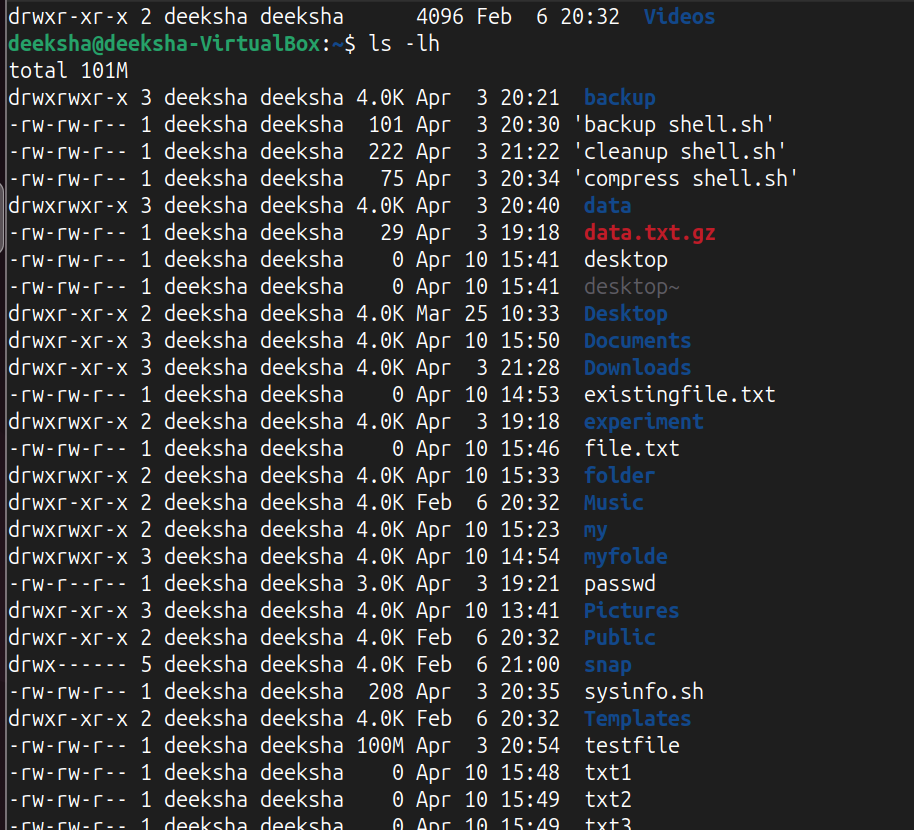 drwxr-xr-x 2 deeksha deeksha      4096 Feb  6 20:32  Videos
deeksha@deeksha-VirtualBox:~$ ls -lh
total 101M
drwxrwxr-x 3 deeksha deeksha 4.0K Apr  3 20:21  backup
-rw-rw-r-- 1 deeksha deeksha  101 Apr  3 20:30 'backup shell.sh'
-rw-rw-r-- 1 deeksha deeksha  222 Apr  3 21:22 'cleanup shell.sh'
-rw-rw-r-- 1 deeksha deeksha   75 Apr  3 20:34 'compress shell.sh'
drwxrwxr-x 3 deeksha deeksha 4.0K Apr  3 20:40  data
-rw-rw-r-- 1 deeksha deeksha   29 Apr  3 19:18  data.txt.gz
-rw-rw-r-- 1 deeksha deeksha    0 Apr 10 15:41  desktop
-rw-rw-r-- 1 deeksha deeksha    0 Apr 10 15:41  desktop~
drwxr-xr-x 2 deeksha deeksha 4.0K Mar 25 10:33  Desktop
drwxr-xr-x 3 deeksha deeksha 4.0K Apr 10 15:50  Documents
drwxr-xr-x 3 deeksha deeksha 4.0K Apr  3 21:28  Downloads
-rw-rw-r-- 1 deeksha deeksha    0 Apr 10 14:53  existingfile.txt
drwxrwxr-x 2 deeksha deeksha 4.0K Apr  3 19:18  experiment
-rw-rw-r-- 1 deeksha deeksha    0 Apr 10 15:46  file.txt
drwxrwxr-x 2 deeksha deeksha 4.0K Apr 10 15:33  folder
drwxr-xr-x 2 deeksha deeksha 4.0K Feb  6 20:32  Music
drwxrwxr-x 2 deeksha deeksha 4.0K Apr 10 15:23  my
drwxrwxr-x 3 deeksha deeksha 4.0K Apr 10 14:54  myfolde
-rw-r--r-- 1 deeksha deeksha 3.0K Apr  3 19:21  passwd
drwxr-xr-x 3 deeksha deeksha 4.0K Apr 10 13:41  Pictures
drwxr-xr-x 2 deeksha deeksha 4.0K Feb  6 20:32  Public
drwx------ 5 deeksha deeksha 4.0K Feb  6 21:00  snap
-rw-rw-r-- 1 deeksha deeksha  208 Apr  3 20:35  sysinfo.sh
drwxr-xr-x 2 deeksha deeksha 4.0K Feb  6 20:32  Templates
-rw-rw-r-- 1 deeksha deeksha 100M Apr  3 20:54  testfile
-rw-rw-r-- 1 deeksha deeksha    0 Apr 10 15:48  txt1
-rw-rw-r-- 1 deeksha deeksha    0 Apr 10 15:49  txt2
-rw-rw-r-- 1 deeksha deeksha    0 Apr 10 15:49  txt3